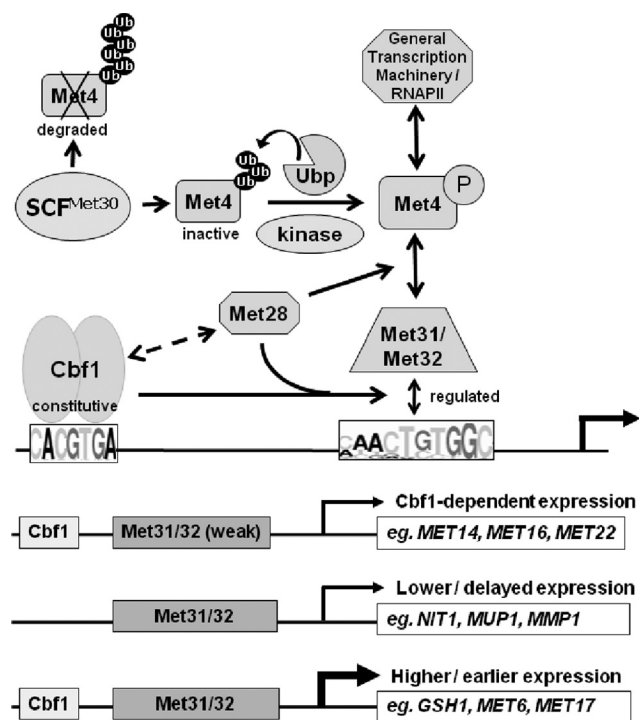 Ub
Ub
Ub
Ub
Ub
Ub
Ub
Met4
degraded
General
Transcription
Machinery /
RNAPII
Ub
Ub
Ub
Ubp
P
SCFMet30
Met4
inactive
kinase
Met4
Met28
Met31/
Met32
Cbf1
constitutive
regulated
CACGTGA
AAACTGTGGC
Cbf1-dependent expression
Cbf1 Met31/32 (weak) eg. MET14, MET16, MET22
Lower / delayed expression
Met31/32 eg. NIT1, MUP1, MMP1
Higher / earlier expression
Cbf1 Met31/32 eg. GSH1, MET6, MET17